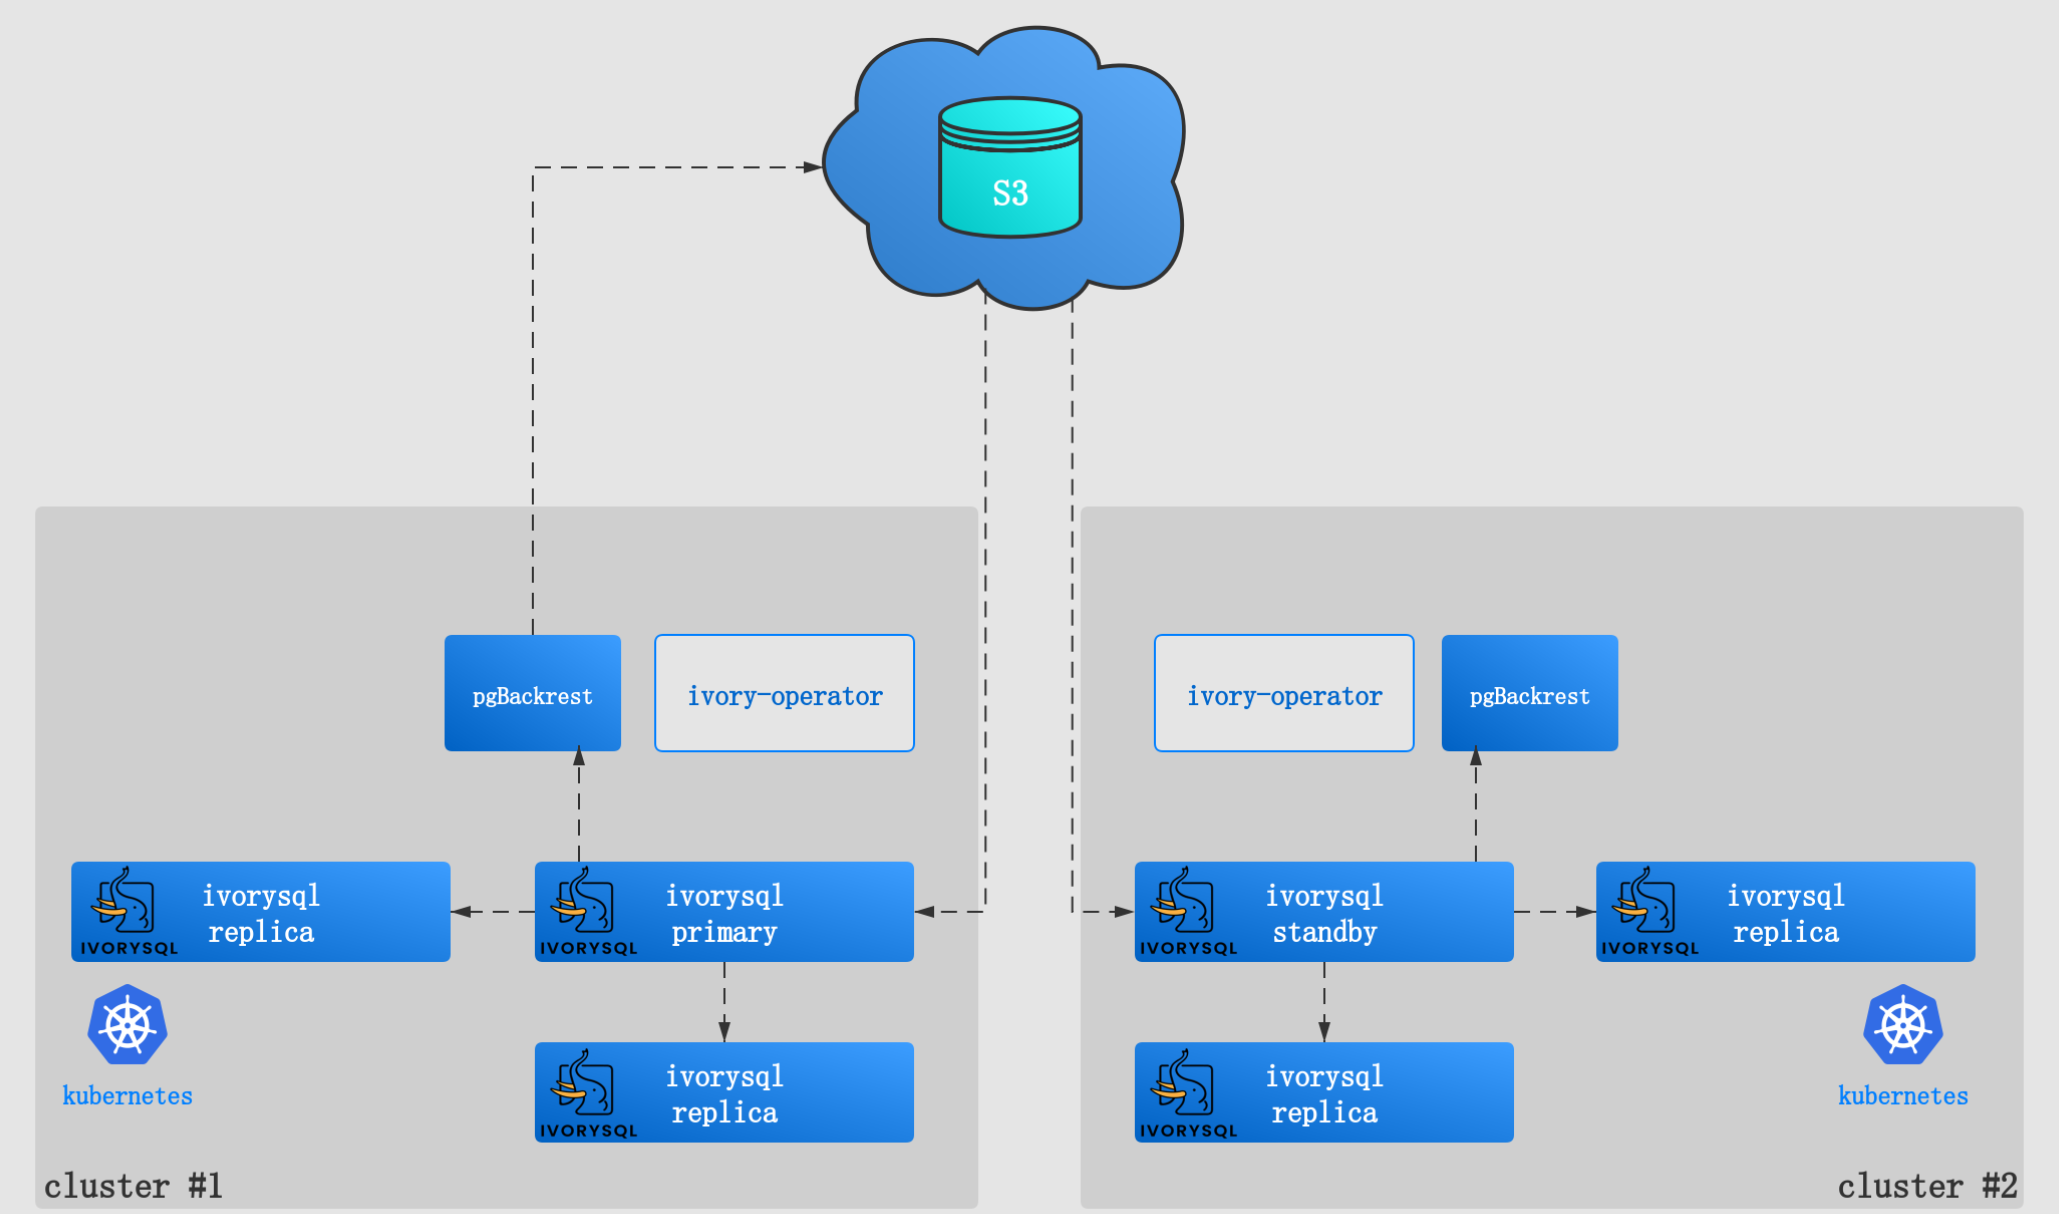 S3
pgBackrest
ivory-operator
ivory-operator
pgBackrest
IVORYSQL
ivorysql
replica
IVORYSQL
ivorysql
primary
IVORYSQL
ivorysql
standby
IVORYSQL
ivorysql
replica
kubernetes
IVORYSQL
ivorysql
replica
IVORYSQL
ivorysql
replica
kubernetes
cluster #1
cluster #2